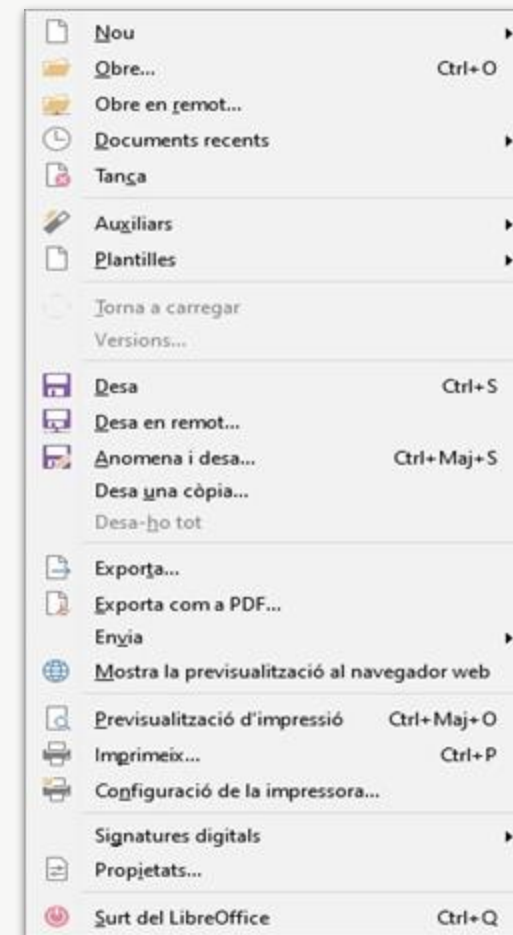 Nou
Obre... Ctrl+O
Obre en remot...
Documents recents
Tanca
Auxiliars
Plantilles
Torna a carregar
Versions...
Desa Ctrl+S
Desa en remot...
Anomena i desa... Ctrl+Maj+S
Desa una còpia...
Desa-ho tot
Exporta...
Exporta com a PDF...
Envia
Mostra la previsualització al navegador web
Previsualització d'impressió Ctrl+Maj+O
Imprimeix... Ctrl+P
Configuració de la impressora...
Signatures digitals
Propietats...
Surt del LibreOffice Ctrl+Q